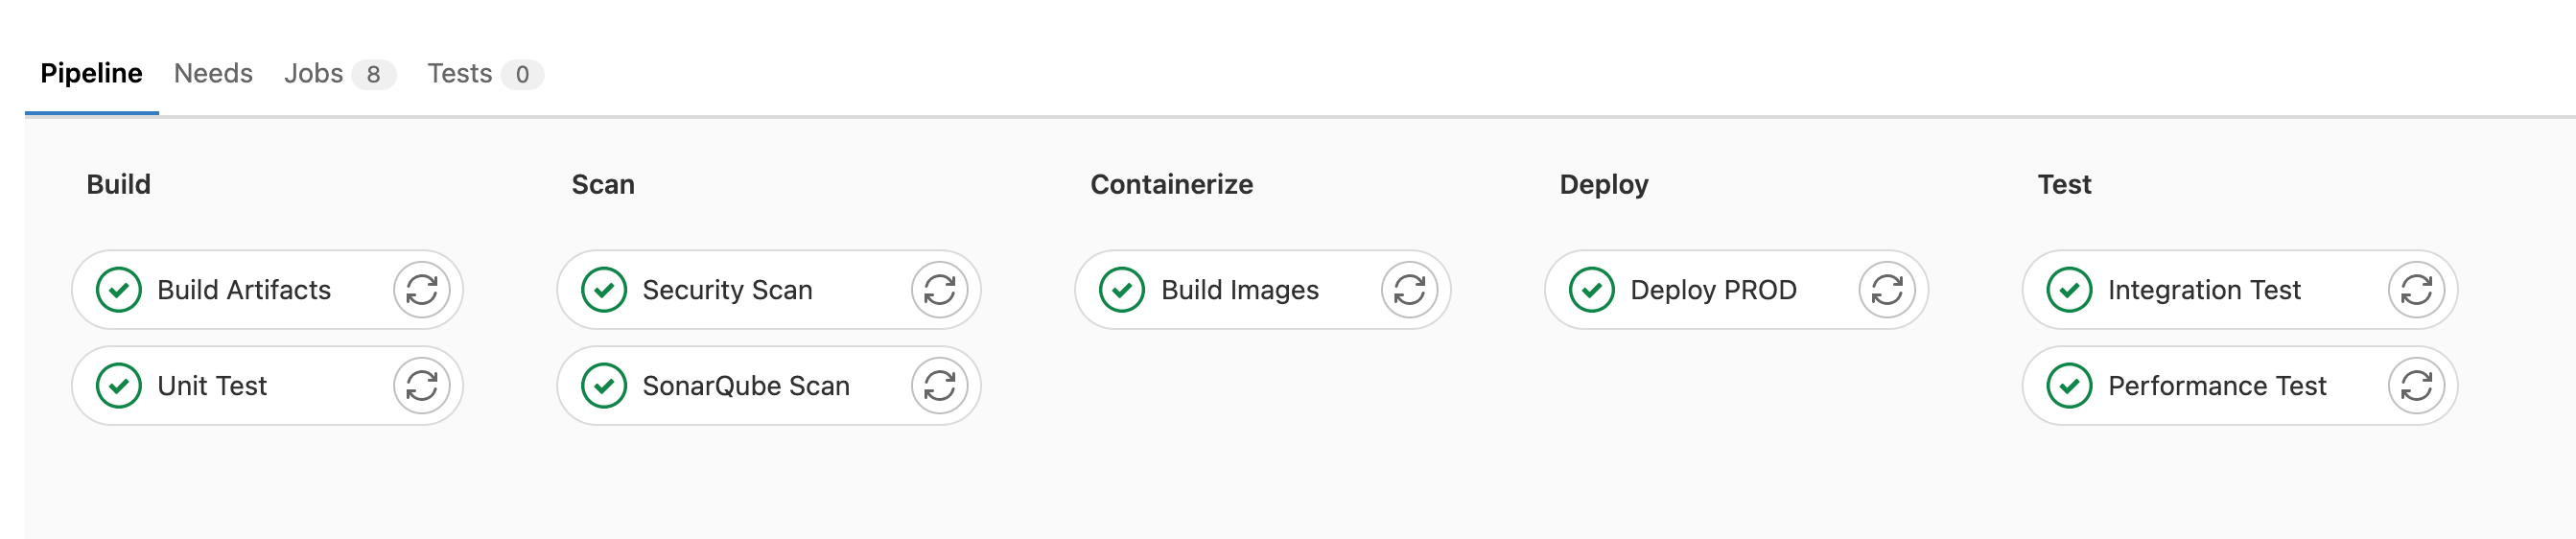 Pipeline Needs Jobs 8 Tests 0
Build Scan Containerize Deploy Test
Build Artifacts Security Scan Build Images Deploy PROD Integration Test
Unit Test SonarQube Scan Performance Test